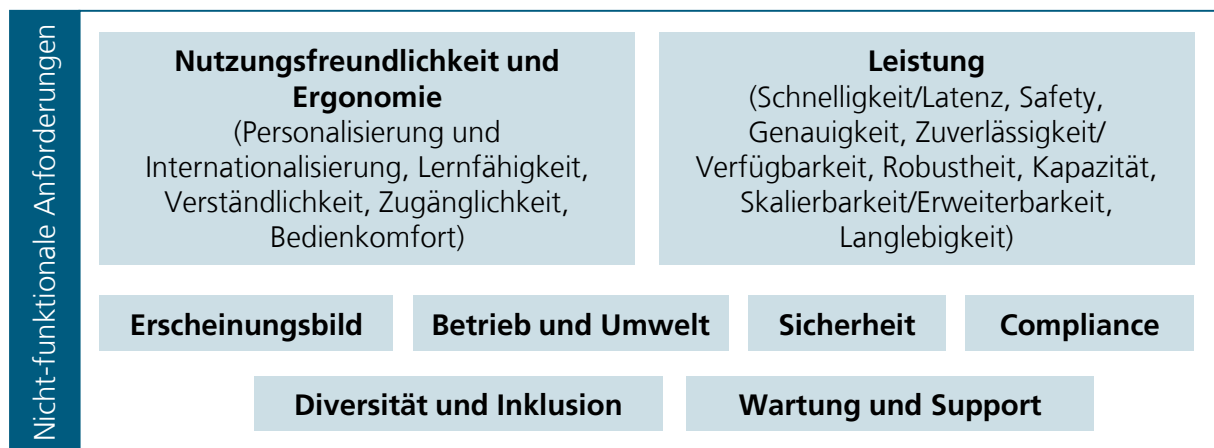 Nicht-funktionale Anforderungen
Nutzungsfreundlichkeit und
Ergonomie
(Personalisierung und
Internationalisierung, Lernfähigkeit,
Verständlichkeit, Zugänglichkeit,
Bedienkomfort)
Leistung
(Schnelligkeit/Latenz, Safety,
Genauigkeit, Zuverlässigkeit/
Verfügbarkeit, Robustheit, Kapazität,
Skalierbarkeit/Erweiterbarkeit,
Langlebigkeit)
Erscheinungsbild
Betrieb und Umwelt
Sicherheit
Compliance
Diversität und Inklusion
Wartung und Support